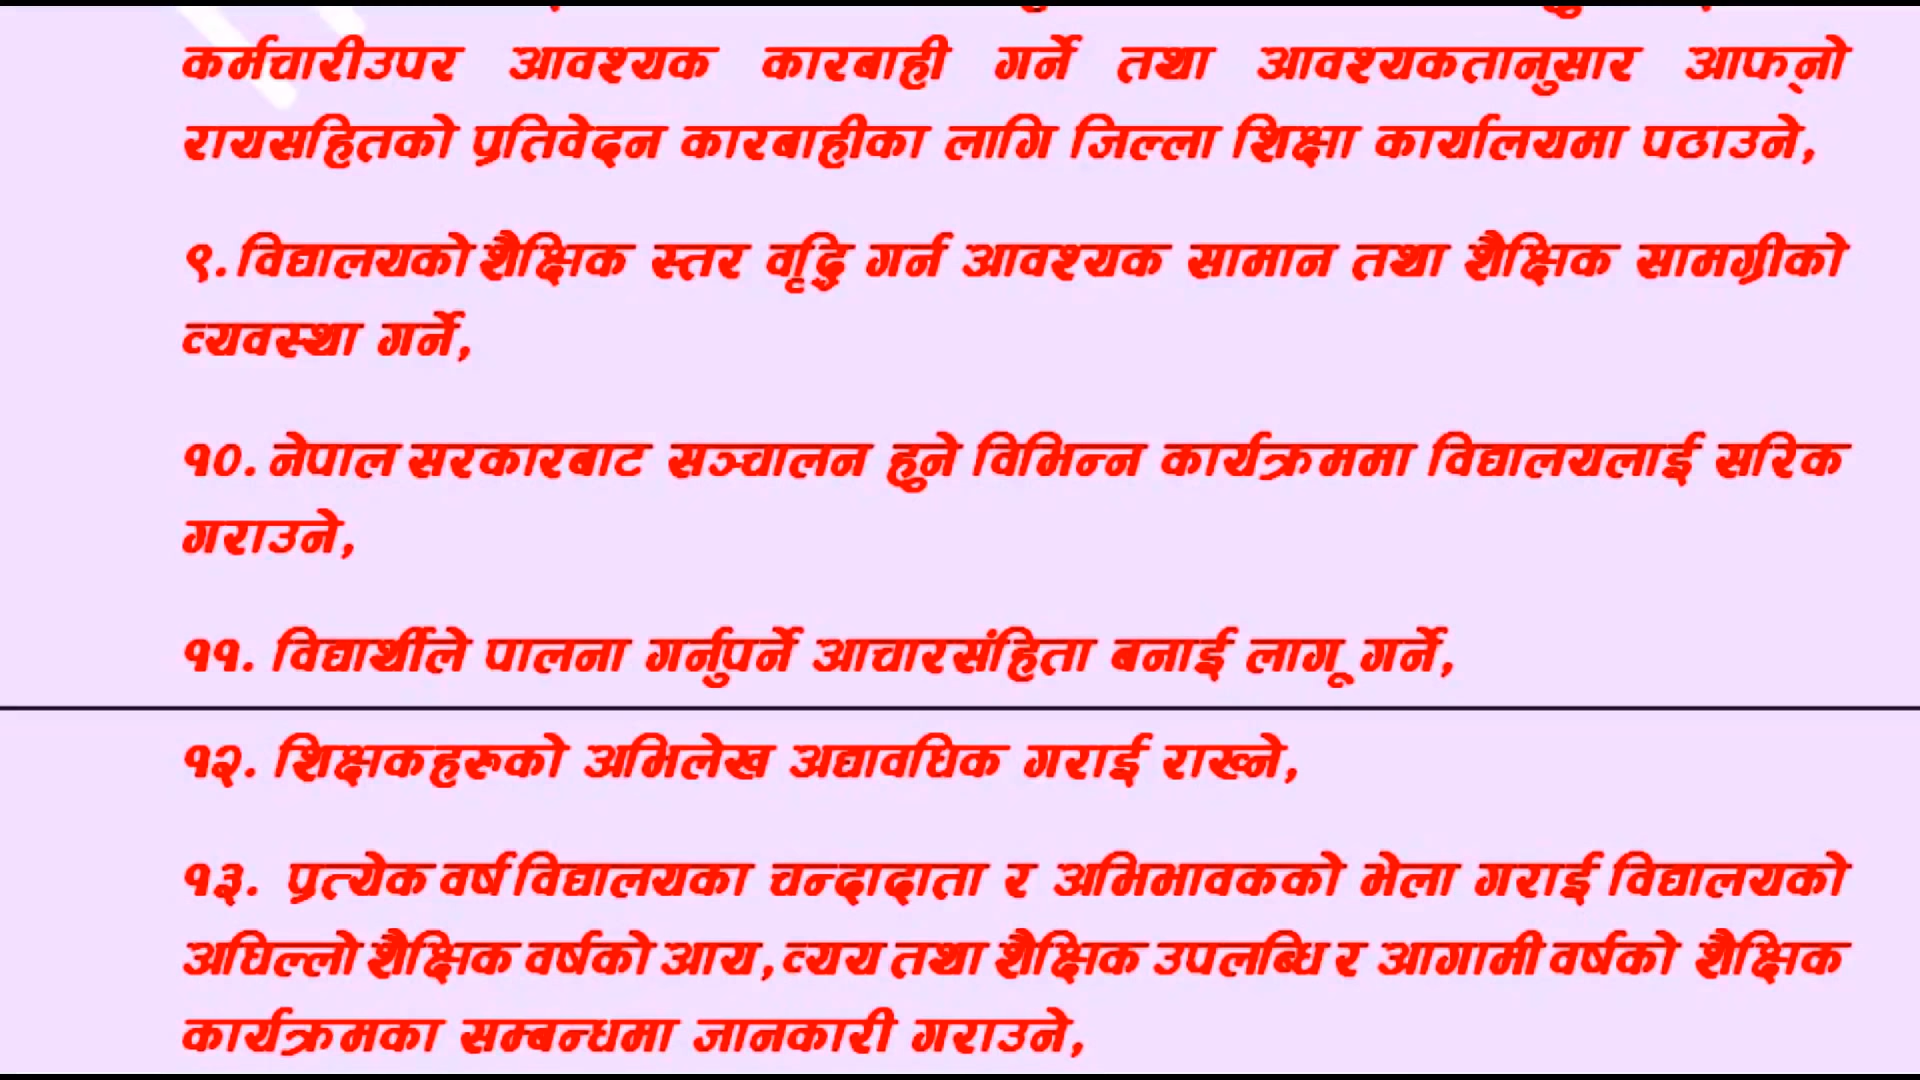 कर्मचारीउपर आवश्यक कारबाही गर्ने तथा आवश्यकतानुसार आफ्‌नो
रायसहितको प्रतिवेदन कारबाहीका लागि जिल्ला शिक्षा कार्यालयमा पठाउने,
९. विद्यालयको शैक्षिक स्तर वृद्धि गर्न आवश्यक सामान तथा शैक्षिक सामग्रीको
व्यवस्था गर्ने,
१०. नेपाल सरकारबाट सञ्चालन हुने विभिन्न कार्यक्रममा विद्यालयलाई सरिक
गराउने,
११. विद्यार्थीले पालना गर्नुपर्ने आचारसंहिता बनाई लागू गर्ने,
१२. शिक्षकहरूको अभिलेख अद्यावधिक गराई राख्ने,
१३. प्रत्येक वर्ष विद्यालयका चन्दादाता र अभिभावकको भेला गराई विद्यालयको
अघिल्लो शैक्षिक वर्षको आय, व्यय तथा शैक्षिक उपलब्धि र आगामी वर्षको शैक्षिक
कार्यक्रमका सम्बन्धमा जानकारी गराउने,